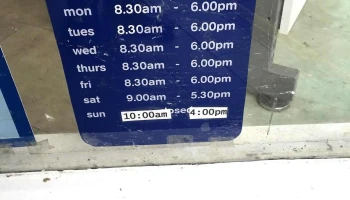 mon 8.30am - 6.00pm
tues 8.30am - 6.00pm
wed 8.30am - 6.00pm
thurs 8.30am - 6.00pm
fri 8.30am - 6.00pm
sat 9.00am - 5.30pm
sun 10:00am losed 4:00pm